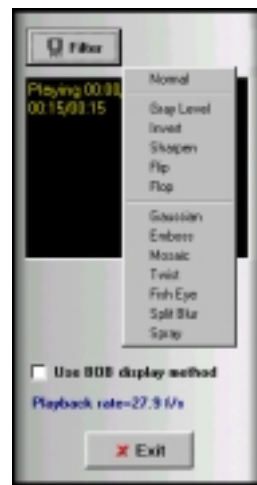 Filter
Playing 00:00,
00:15/00:15
Normal
Gray Level
Invert
Sharpen
Flip
Flop
Gaussian
Emboss
Mosaic
Twist
Fish Eye
Split Blur
Spray
Use BOB display method
Playback rate=27.9 f/s
Exit